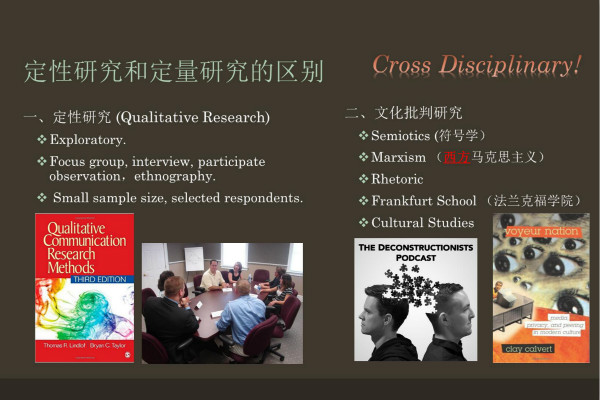 定性研究和定量研究的区别
Cross Disciplinary!
一、定性研究 (Qualitative Research)
Exploratory.
Focus group, interview, participate
observation，ethnography.
Small sample size, selected respondents.
二、文化批判研究
Semiotics (符号学）
Marxism （西方马克思主义）
Rhetoric
Frankfurt School （法兰克福学院）
Cultural Studies
Qualitative
Communication
Research
Methods
THIRD EDITION
Thomas R. Lindlof Bryan C. Taylor
THE DECONSTRUCTIONISTS
PODCAST
voyeur nation
media,
privacy, and peering
in modern culture
clay calvert